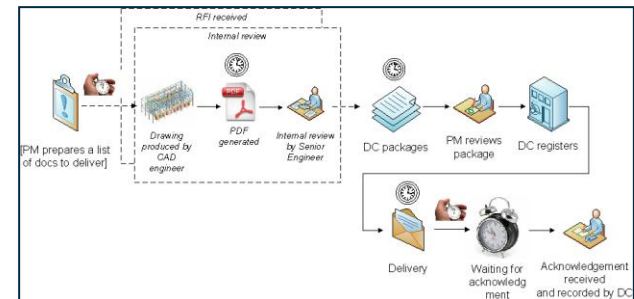 RFI received
Internal review
[PM prepares a list
of docs to deliver]
Drawing
produced by
CAD
engineer
PDF
generated
Internal review
by Senior
Engineer
DC packages
PM reviews
package
DC registers
Delivery
Waiting for
acknowledg
ment
Acknowledgement
received
and recorded by DC